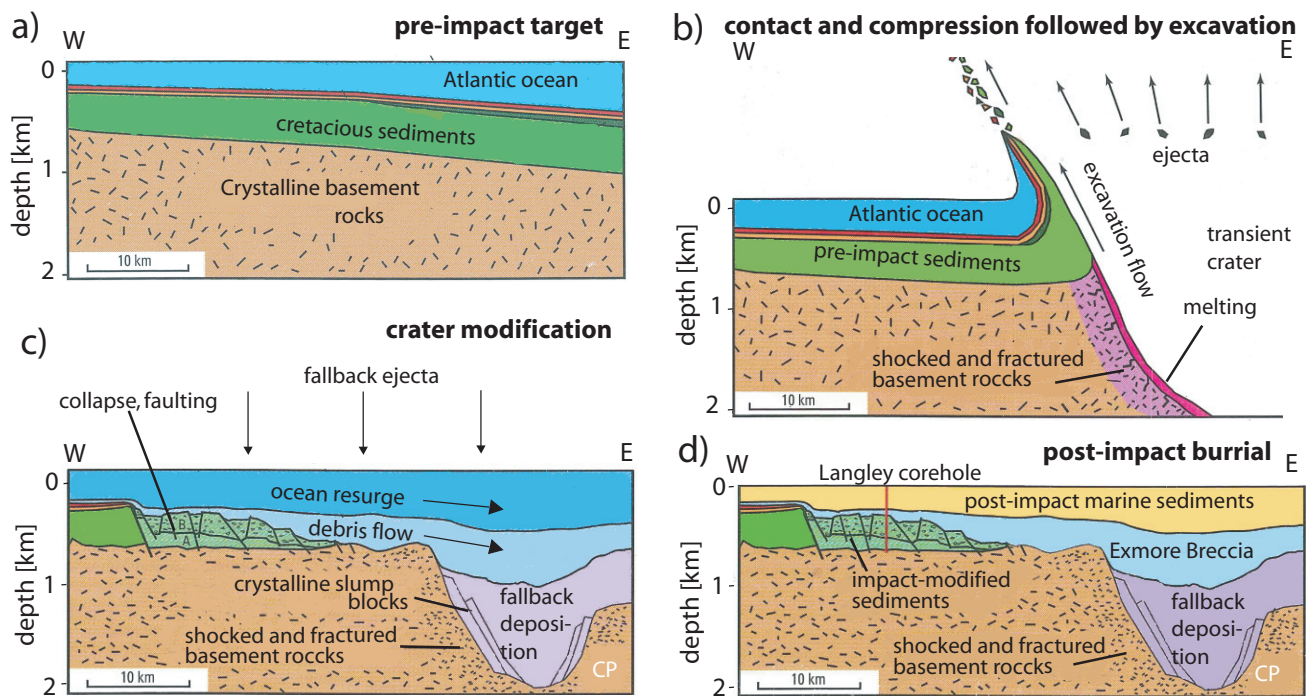 a)
pre-impact target
W
E
0
1
2
depth [km]
Atlantic ocean
cretacious sediments
Crystalline basement
rocks
10 km
b)
contact and compression followed by excavation
W
E
ejecta
0
1
2
depth [km]
Atlantic ocean
pre-impact sediments
excavation flow
transient
crater
melting
shocked and fractured
basement roccks
10 km
c)
crater modification
fallback ejecta
collapse, faulting
W
E
0
1
2
depth [km]
ocean resurge
debris flow
B
A
crystalline slump
blocks
fallback
deposi-
tion
shocked and fractured
basement roccks
CP
10 km
d)
post-impact burrial
W
E
Langley corehole
0
1
2
depth [km]
post-impact marine sediments
Exmore Breccia
impact-modified
sediments
fallback
deposi-
tion
shocked and fractured
basement roccks
CP
10 km